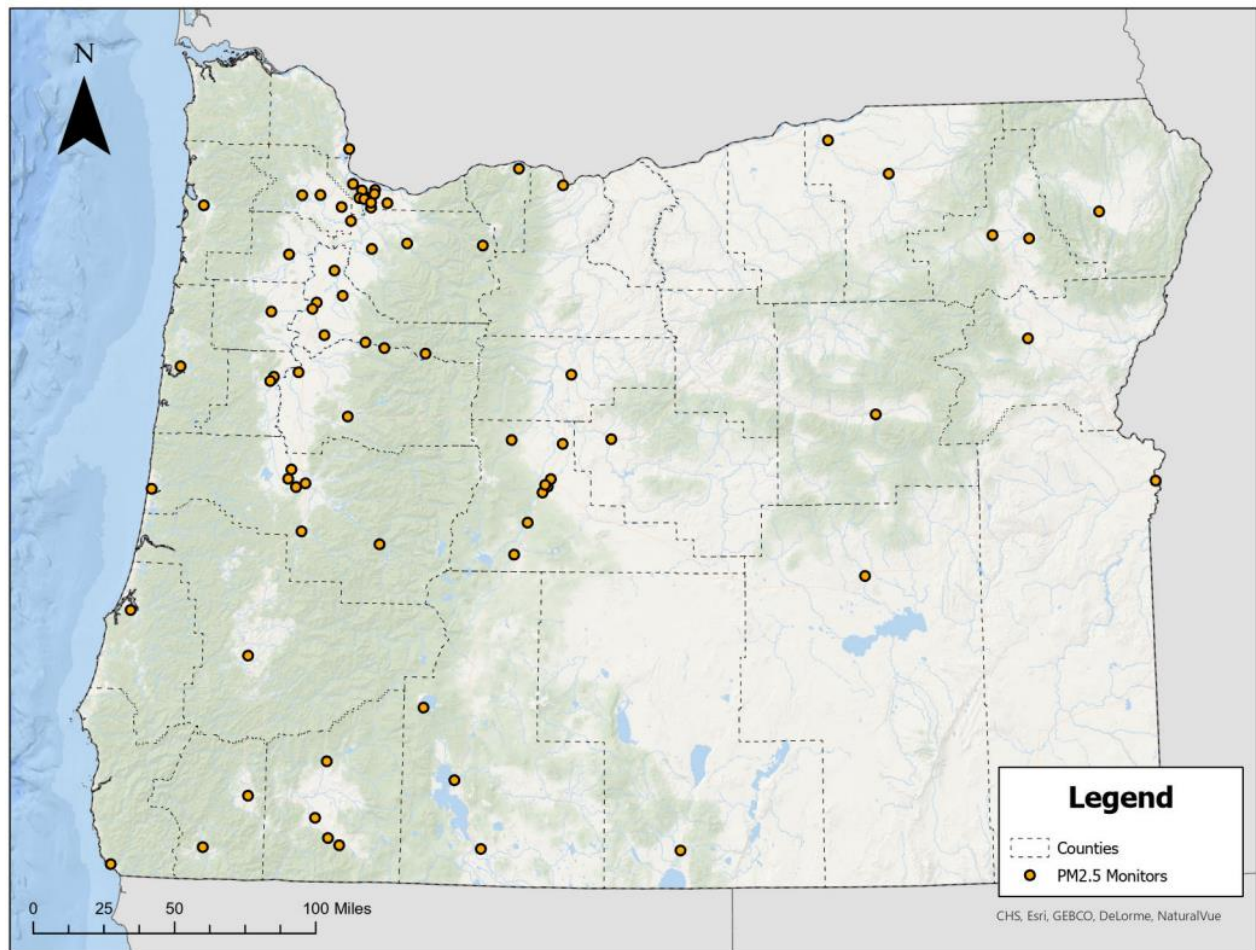 N
Legend
Counties
PM2.5 Monitors
CHS, Esri, GEBCO, DeLorme, NaturalVue
0 25 50 100 Miles